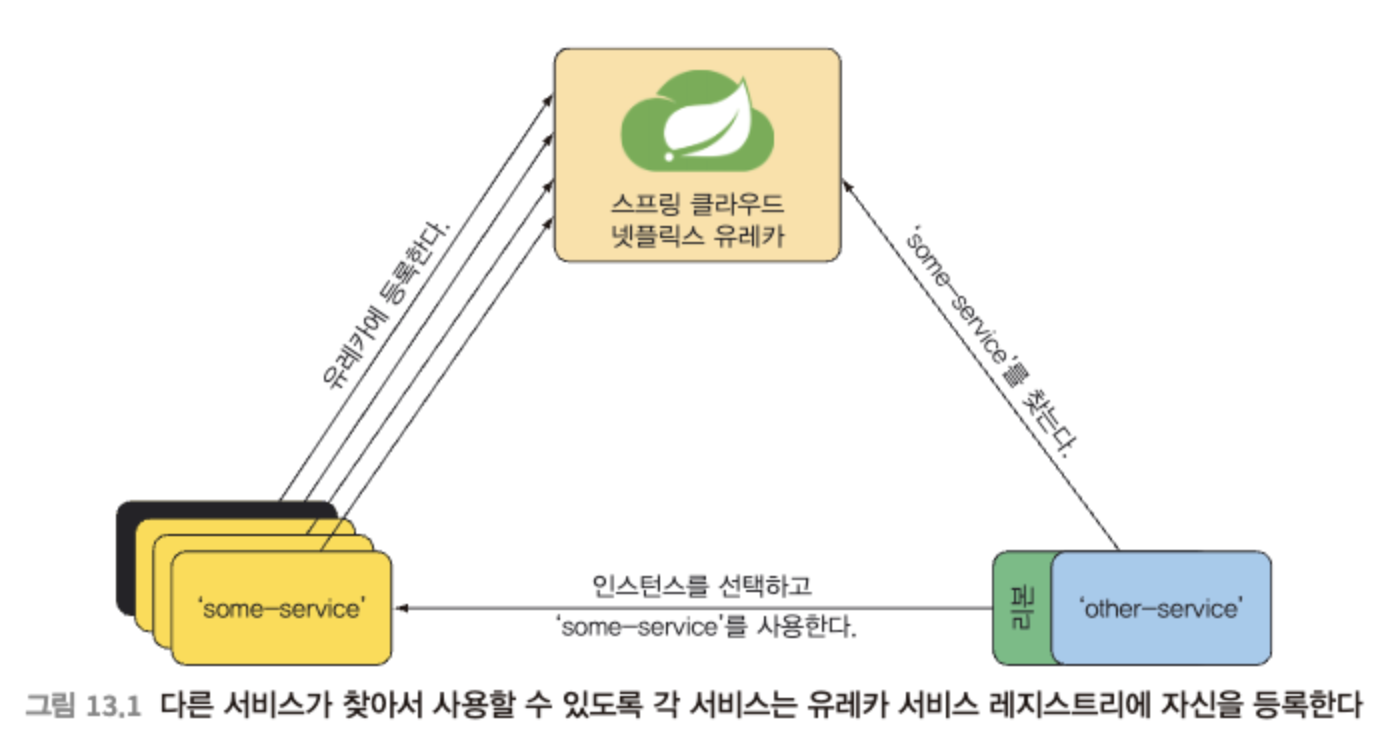 스프링 클라우드
넷플릭스 유레카
유레카에 등록한다.
'some-service'를 찾는다.
인스턴스를 선택하고
'some-service'를 사용한다.
'some-service'
리본
'other-service'
그림 13.1 다른 서비스가 찾아서 사용할 수 있도록 각 서비스는 유레카 서비스 레지스트리에 자신을 등록한다